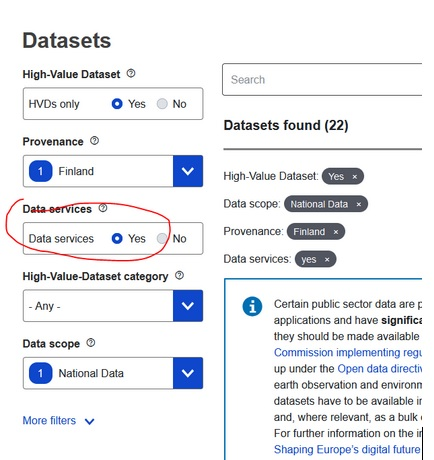 Datasets
High-Value Dataset
HVDs only Yes No
Provenance
1 Finland
Data services
Data services Yes No
High-Value-Dataset category
- Any -
Data scope
1 National Data
More filters
Search
Datasets found (22)
High-Value Dataset: Yes ×
Data scope: National Data ×
Provenance: Finland ×
Data services: yes ×
Certain public sector data are
applications and have
they should be made available
Commission implementing
up under the Open data
earth observation and
datasets have to be available
and, where relevant, as a bulk
For further information on the
Shaping Europe's digital future